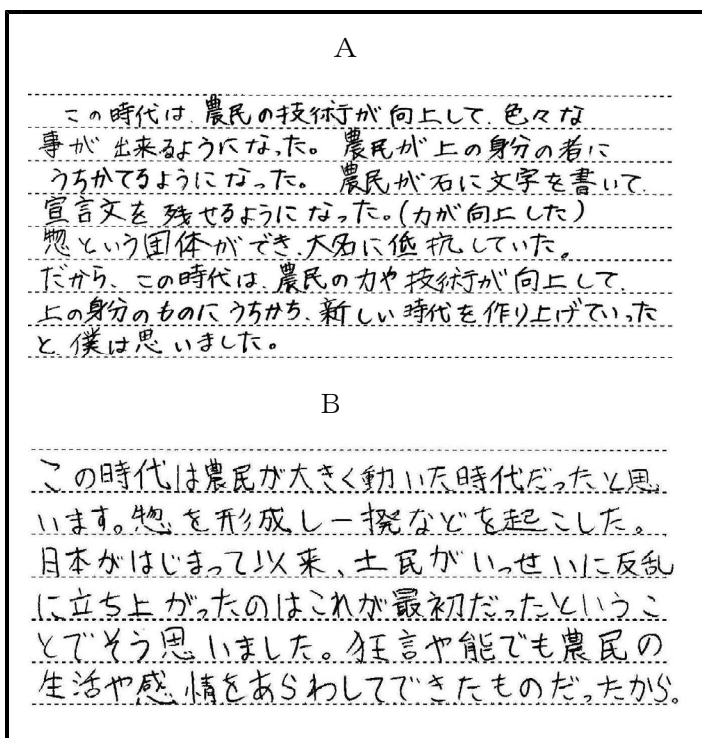 A
この時代は、農民の技術が向上して、色々な
事が出来るようになった。農民が上の身分の者に
うちかてるようになった。農民が石に文字を書いて、
宣言文を残せるようになった。(力が向上した)
惣という団体ができ、大名に低抗していた。
だから、この時代は、農民の力や技術が向上して、
上の身分のものにうちかち、新しい時代を作り上げていった
と、僕は思いました。
B
この時代は農民が大きく動いた時代だったと思
います。惣を形成し一揆などを起こした。
日本がはじまって以来、土民がいっせいに反乱
に立ち上がったのはこれが最初だったというこ
とでそう思いました。狂言や能でも農民の
生活や感情をあらわしてできたものだったから。